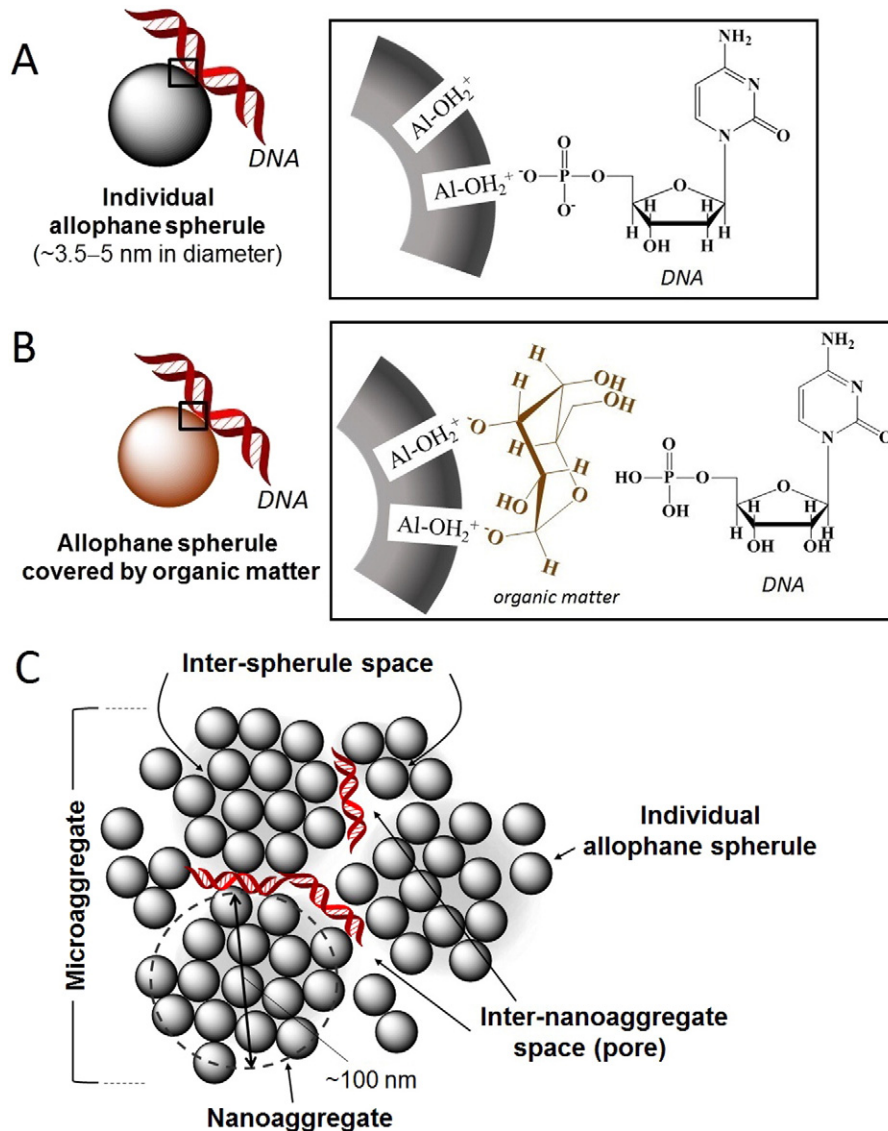 A
DNA
Individual
allophane spherule
(~3.5–5 nm in diameter)
Al-OH2+
Al-OH2+
-O
O
P
O-
O
O
H
H
H
H
OH
H
N
O
N
NH2
DNA
B
DNA
Allophane spherule
covered by organic matter
Al-OH2+
Al-OH2+
-O
-O
H
H
OH
OH
H
HO
H
O
H
organic matter
HO
O
P
OH
O
O
H
H
H
H
OH
OH
N
O
N
NH2
DNA
C
Inter-spherule space
Microaggregate
Individual
allophane spherule
Inter-nanoaggregate
space (pore)
~100 nm
Nanoaggregate